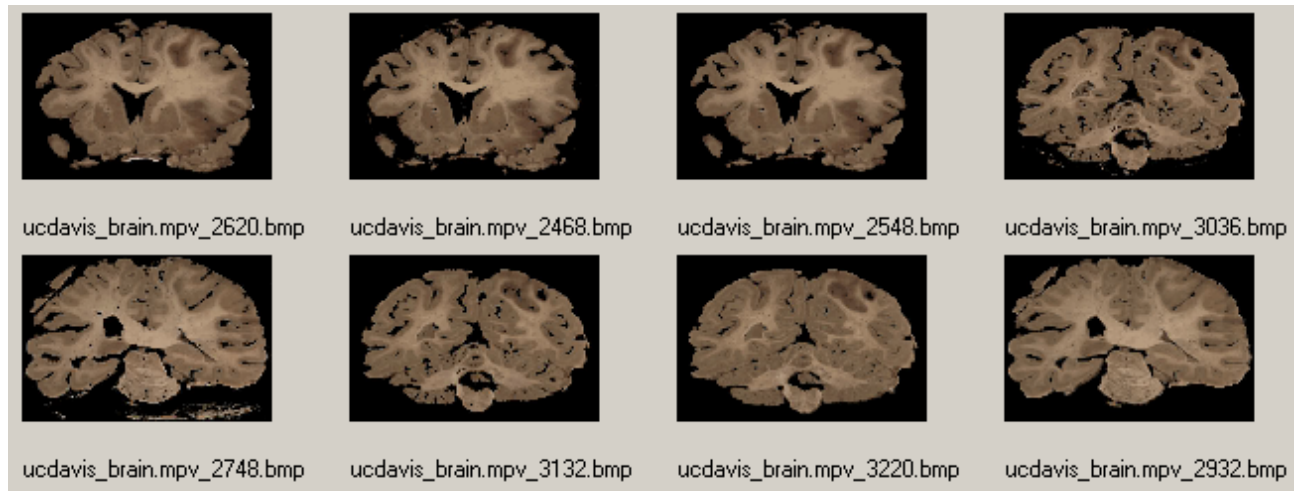 ucdavis_brain.mpv_2620.bmp ucdavis_brain.mpv_2468.bmp ucdavis_brain.mpv_2548.bmp ucdavis_brain.mpv_3036.bmp
ucdavis_brain.mpv_2748.bmp ucdavis_brain.mpv_3132.bmp ucdavis_brain.mpv_3220.bmp ucdavis_brain.mpv_2932.bmp